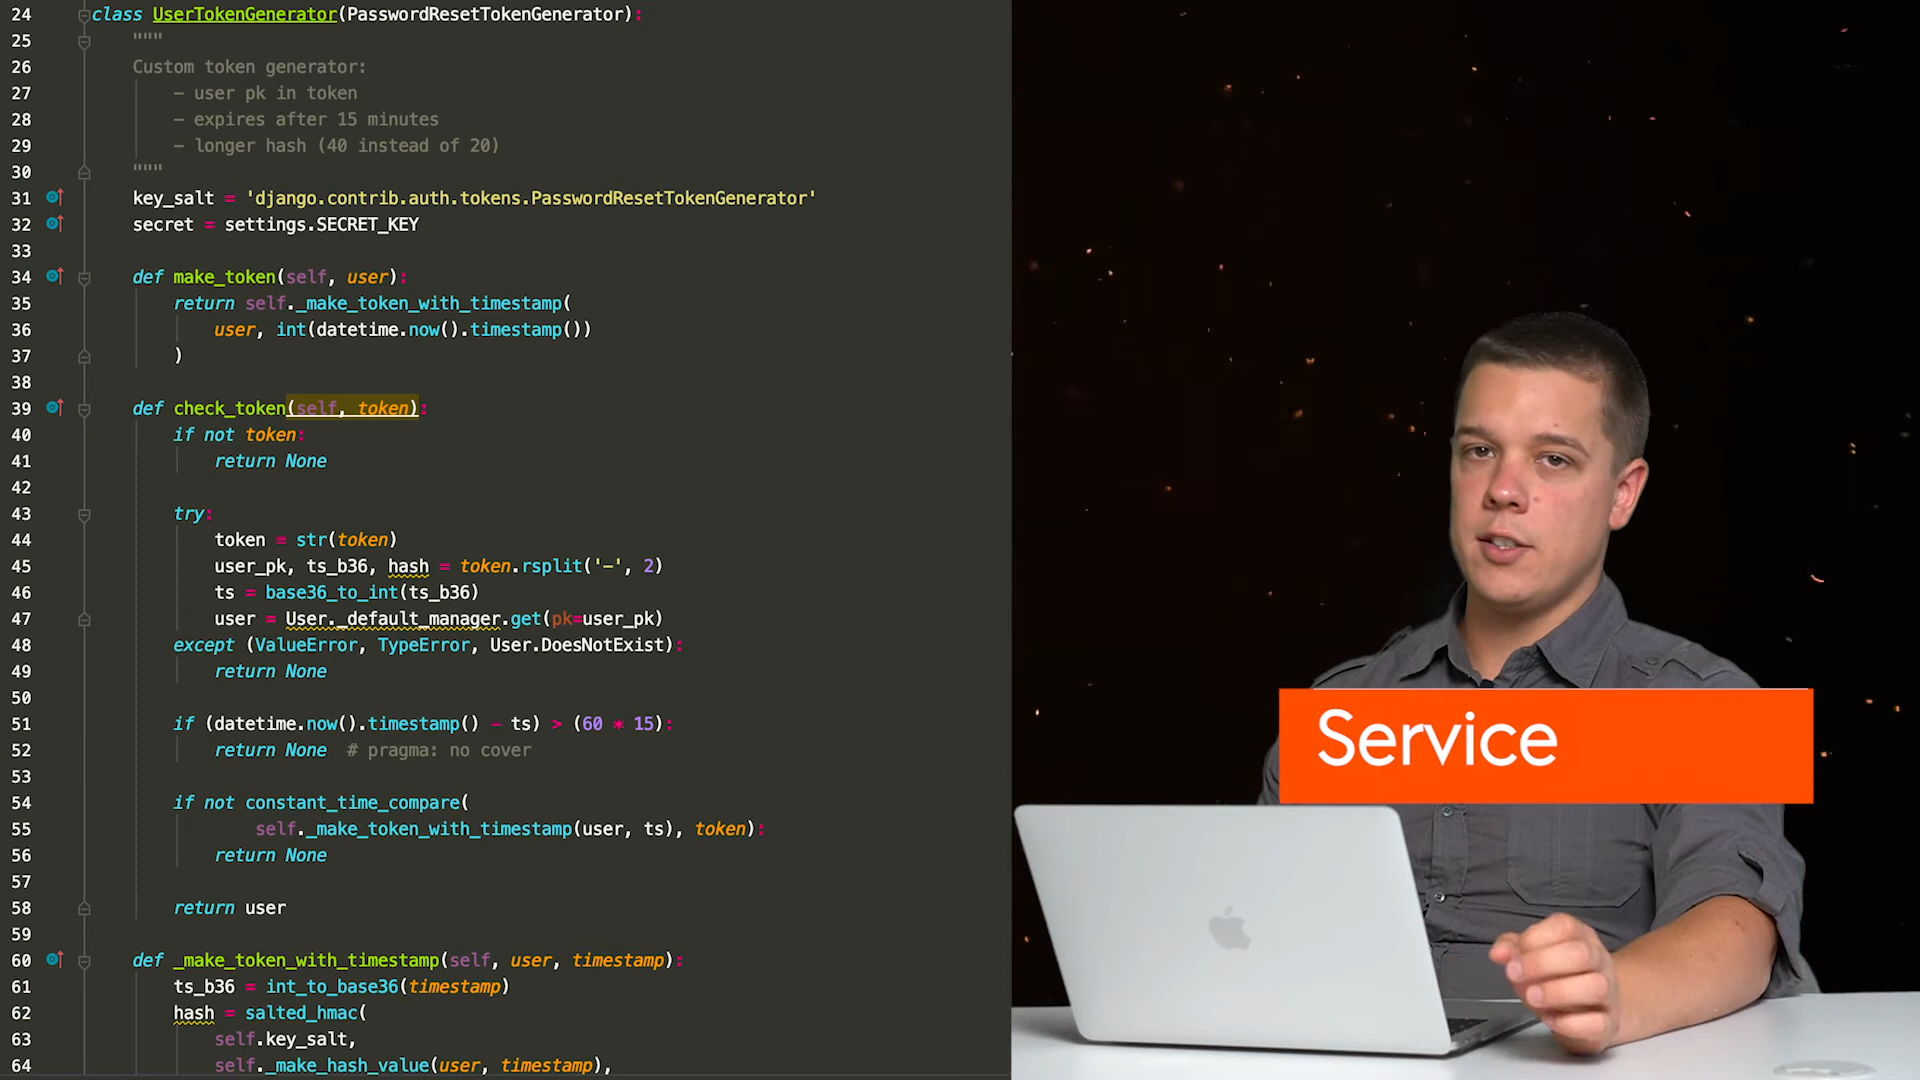 24 class UserTokenGenerator(PasswordResetTokenGenerator):
25 """
26 Custom token generator:
27 - user pk in token
28 - expires after 15 minutes
29 - longer hash (40 instead of 20)
30 """
31 key_salt = 'django.contrib.auth.tokens.PasswordResetTokenGenerator'
32 secret = settings.SECRET_KEY
33
34 def make_token(self, user):
35 return self._make_token_with_timestamp(
36 user, int(datetime.now().timestamp())
37 )
38
39 def check_token(self, token):
40 if not token:
41 return None
42
43 try:
44 token = str(token)
45 user_pk, ts_b36, hash = token.rsplit('-', 2)
46 ts = base36_to_int(ts_b36)
47 user = User._default_manager.get(pk=user_pk)
48 except (ValueError, TypeError, User.DoesNotExist):
49 return None
50
51 if (datetime.now().timestamp() - ts) > (60 * 15):
52 return None # pragma: no cover
53
54 if not constant_time_compare(
55 self._make_token_with_timestamp(user, ts), token):
56 return None
57
58 return user
59
60 def _make_token_with_timestamp(self, user, timestamp):
61 ts_b36 = int_to_base36(timestamp)
62 hash = salted_hmac(
63 self.key_salt,
64 self._make_hash_value(user, timestamp),
Service